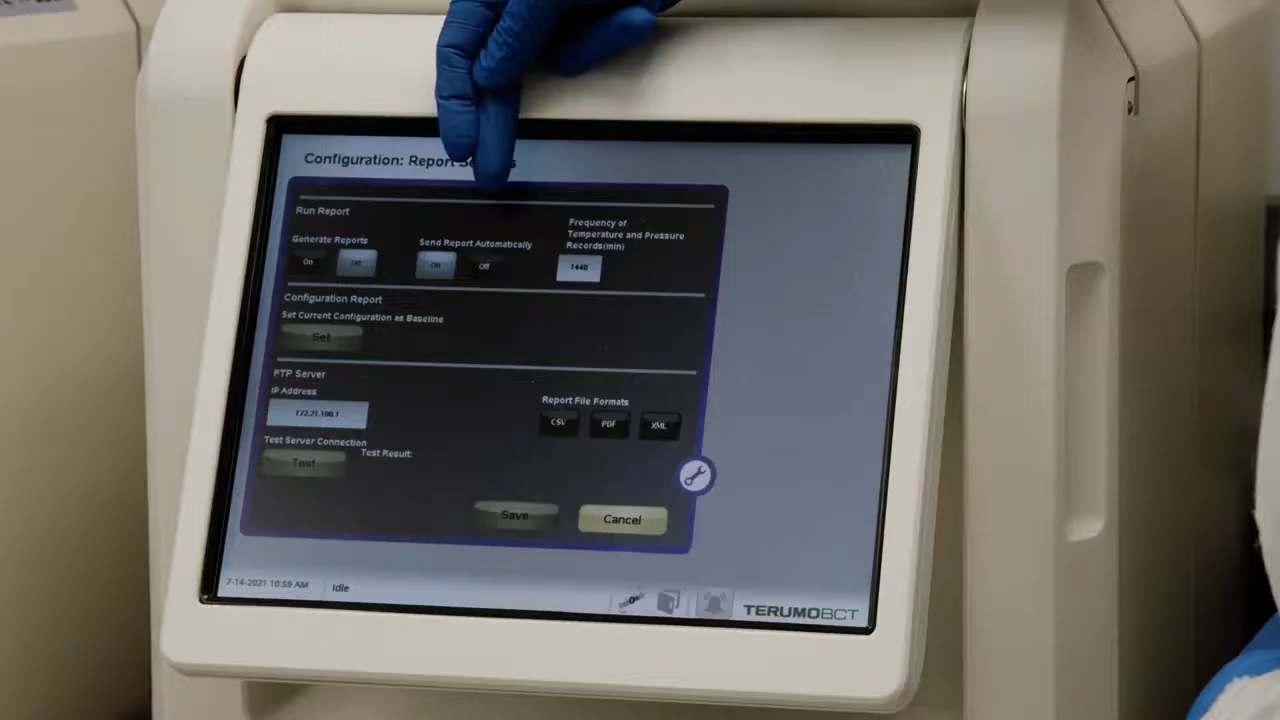 Configuration: Report
Run Report
Generate Reports
On
Off
Send Report Automatically
On
Off
Frequency of
Temperature and Pressure
Records(min)
1440
Configuration Report
Set Current Configuration as Baseline
Set
FTP Server
IP Address
172.21.100.1
Report File Formats
CSV
PDF
XML
Test Server Connection
Test
Test Result:
Save
Cancel
7-14-2021 10:59 AM
Idle
TERUMOBCT